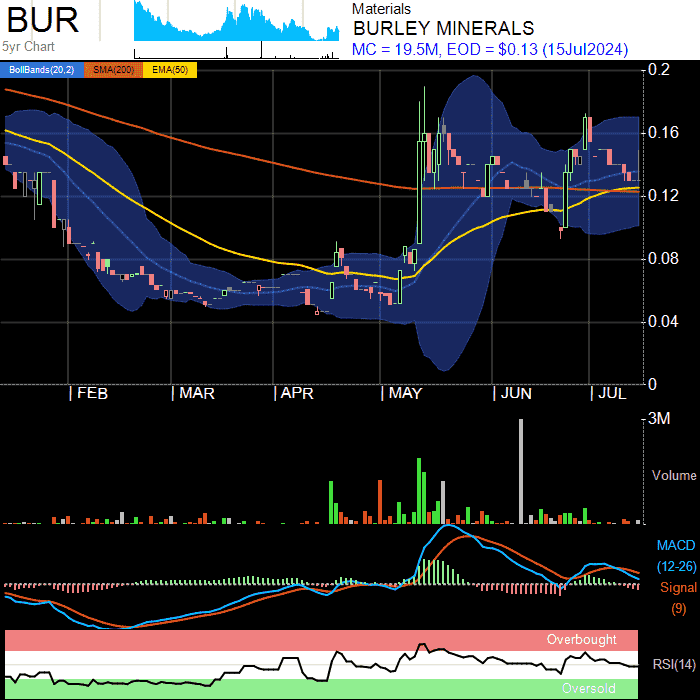 BUR
5yr Chart
Materials
BURLEY MINERALS
MC = 19.5M, EOD = $0.13 (15Jul2024)
BollBands(20,2) SMA(200) EMA(50)
0.2
0.16
0.12
0.08
0.04
0
| FEB | MAR | APR | MAY | JUN | JUL
3M
Volume
MACD
(12-26)
Signal
(9)
Overbought
RSI(14)
Oversold